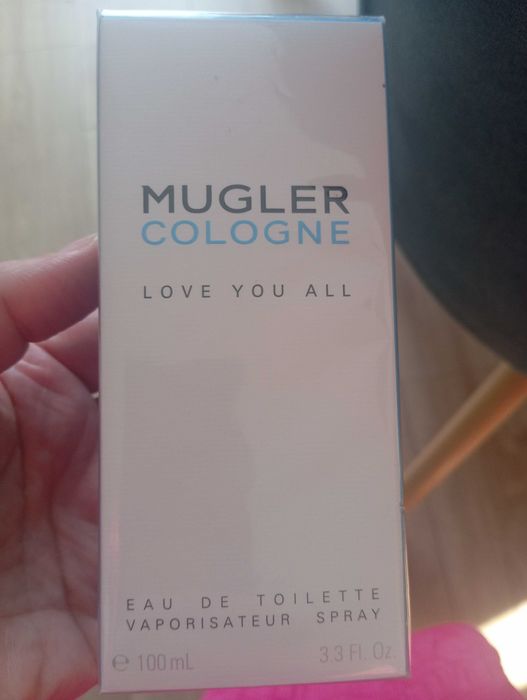 MUGLER
COLOGNE
LOVE YOU ALL
EAU DE TOILETTE
VAPORISATEUR SPRAY
℮ 100 mL 3.3 Fl. Oz.